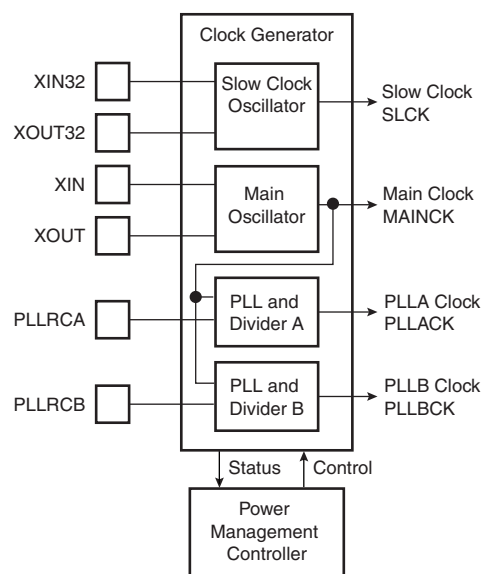 Clock Generator
XIN32
Slow Clock
Oscillator
Slow Clock
SLCK
XOUT32
XIN
Main
Oscillator
Main Clock
MAINCK
XOUT
PLL and
Divider A
PLLA Clock
PLLACK
PLLRCA
PLL and
Divider B
PLLB Clock
PLLBCK
PLLRCB
Status
Control
Power
Management
Controller